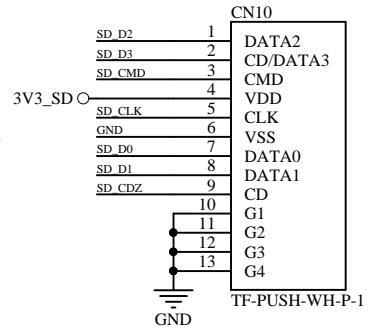 CN10
SD_D2 1 DATA2
SD_D3 2 CD/DATA3
SD_CMD 3 CMD
3V3_SD 4 VDD
SD_CLK 5 CLK
GND 6 VSS
SD_D0 7 DATA0
SD_D1 8 DATA1
SD_CDZ 9 CD
10 G1
11 G2
12 G3
13 G4
TF-PUSH-WH-P-1
GND